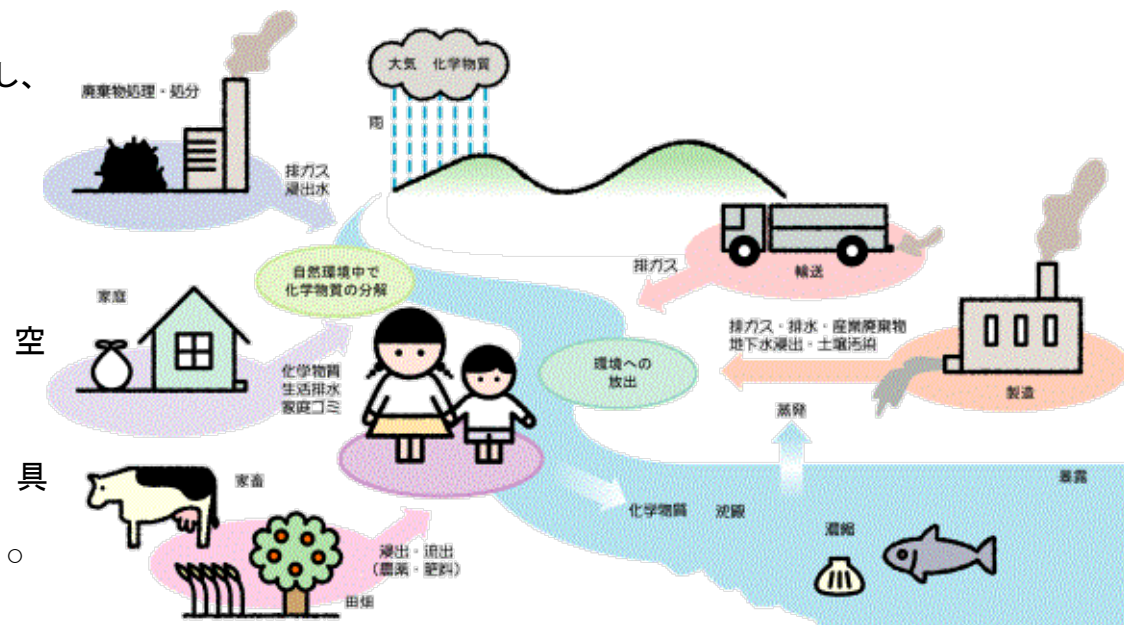 し、
廃棄物処理・処分
大気 化学物質
雨
排ガス
浸出水
自然環境中で
化学物質の分解
排ガス
輸送
家庭
空
化学物質
生活排水
家庭ゴミ
環境への
放出
排ガス・排水・産業廃棄物
地下水浸出・土壌汚染
製造
蒸発
具
家畜
化学物質 沈殿
暴露
濃縮
。
浸出・流出
(農薬・肥料)
田畑